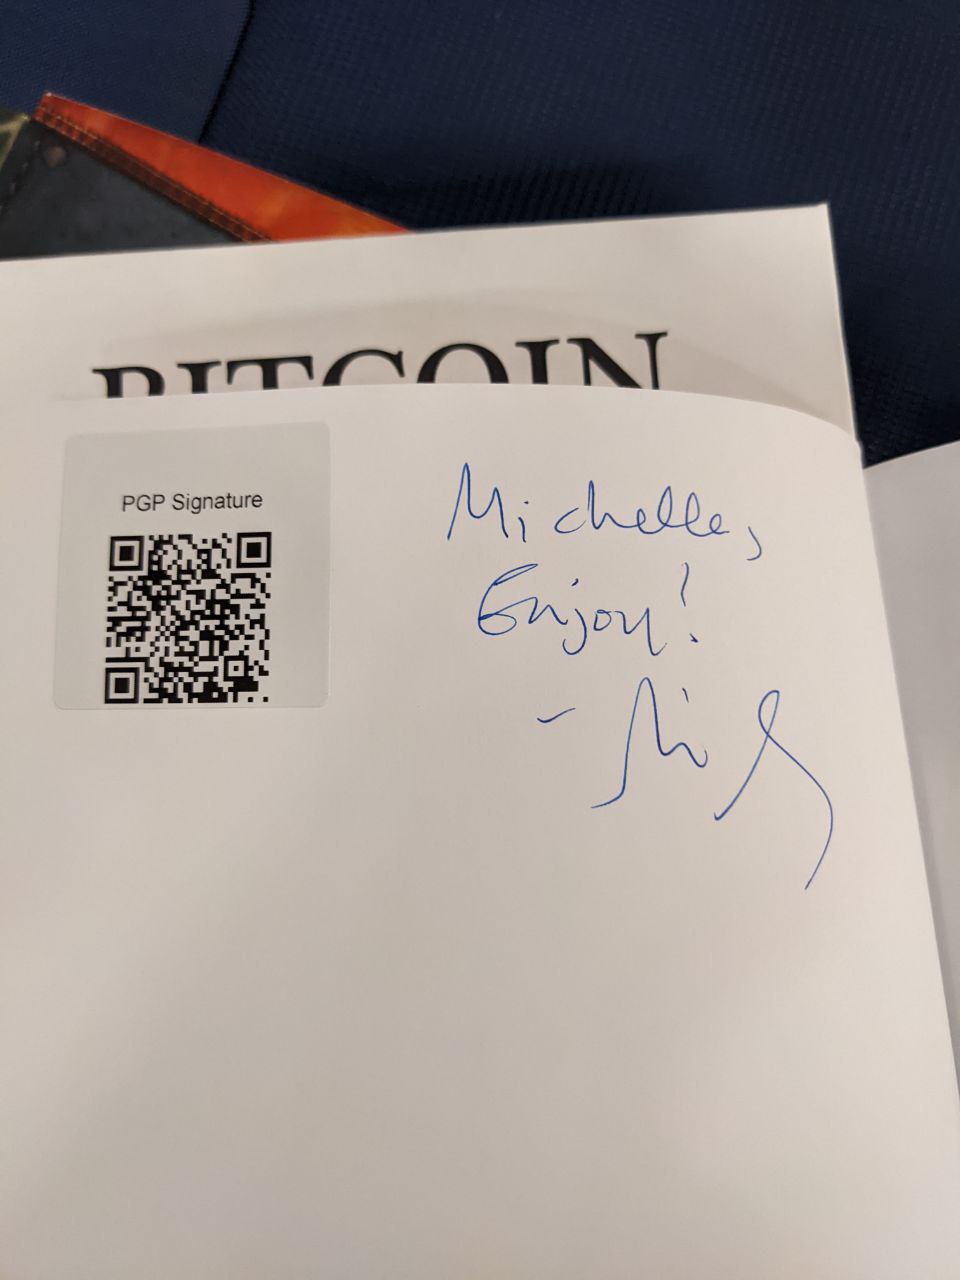 BITCOIN
PGP Signature
Michelle,
Enjoy!